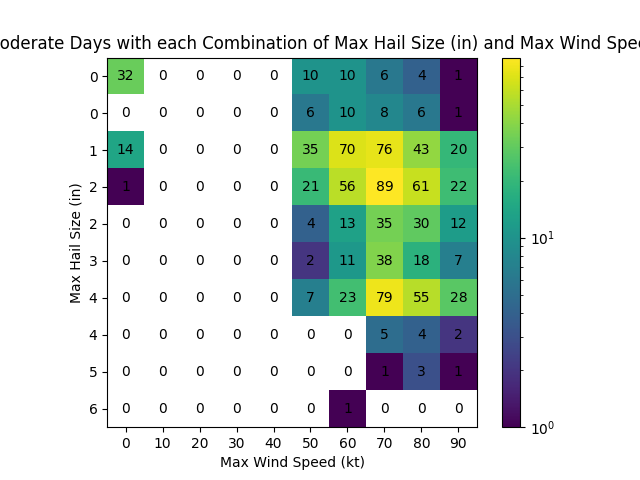 oderate Days with each Combination of Max Hail Size (in) and Max Wind Spee
0 32 0 0 0 0 10 10 6 4 1
0 0 0 0 0 0 6 10 8 6 1
1 14 0 0 0 0 35 70 76 43 20
2 1 0 0 0 0 21 56 89 61 22
2 0 0 0 0 0 4 13 35 30 12
3 0 0 0 0 0 2 11 38 18 7
4 0 0 0 0 0 7 23 79 55 28
4 0 0 0 0 0 0 0 5 4 2
5 0 0 0 0 0 0 0 1 3 1
6 0 0 0 0 0 0 1 0 0 0
0 10 20 30 40 50 60 70 80 90
Max Wind Speed (kt)
Max Hail Size (in)
10¹
10⁰